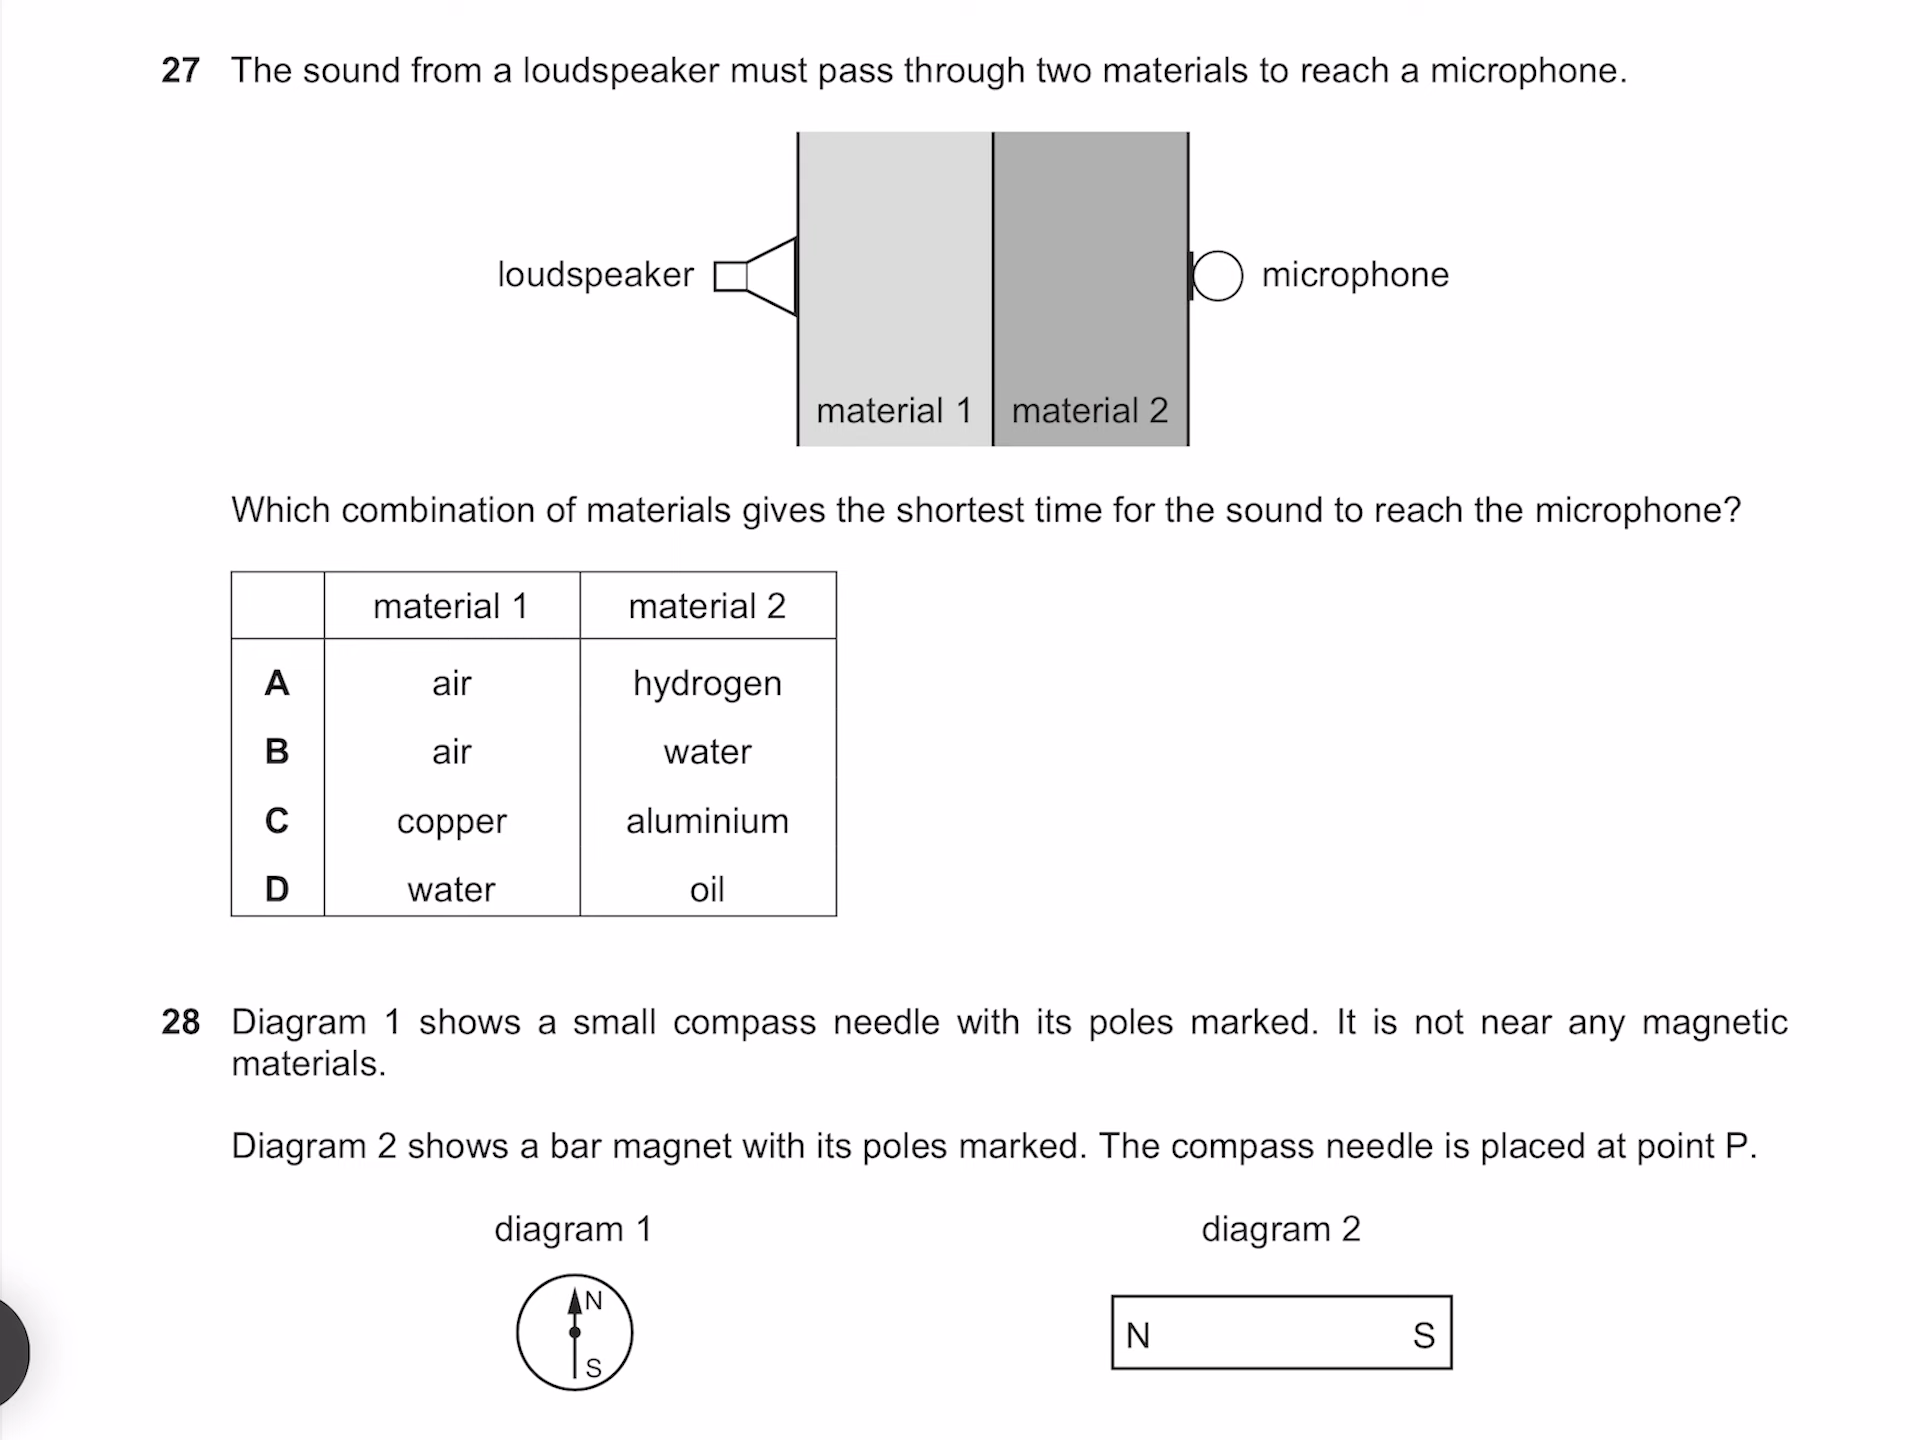 27 The sound from a loudspeaker must pass through two materials to reach a microphone.
loudspeaker
microphone
material 1
material 2
Which combination of materials gives the shortest time for the sound to reach the microphone?
material 1 material 2
A air hydrogen
B air water
C copper aluminium
D water oil
28 Diagram 1 shows a small compass needle with its poles marked. It is not near any magnetic
materials.
Diagram 2 shows a bar magnet with its poles marked. The compass needle is placed at point P.
diagram 1 diagram 2
N
S
N S